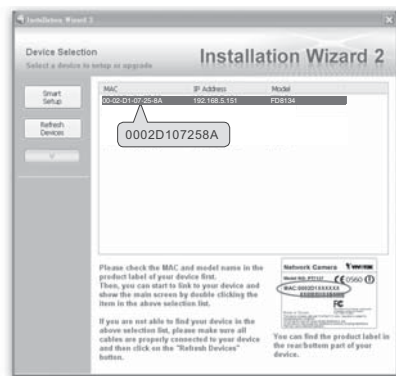 Installation Wizard 2
Device Selection
Select a device to setup or upgrade
Installation Wizard 2
Smart
Setup
Refresh
Devices
MAC IP Address Model
00-02-D1-07-25-8A 192.168.5.151 FD8134
0002D107258A
Please check the MAC and model name in the
product label of your device first.
Then, you can start to link to your device and
show the main screen by double clicking the
item in the above selection list.
If you are not able to find your device in the
above selection list, please make sure all
cables are properly connected to your device
and then click on the "Refresh Devices"
button.
Network Camera
CE 0560
FC
You can find the product label in
the rear/bottom part of your
device.